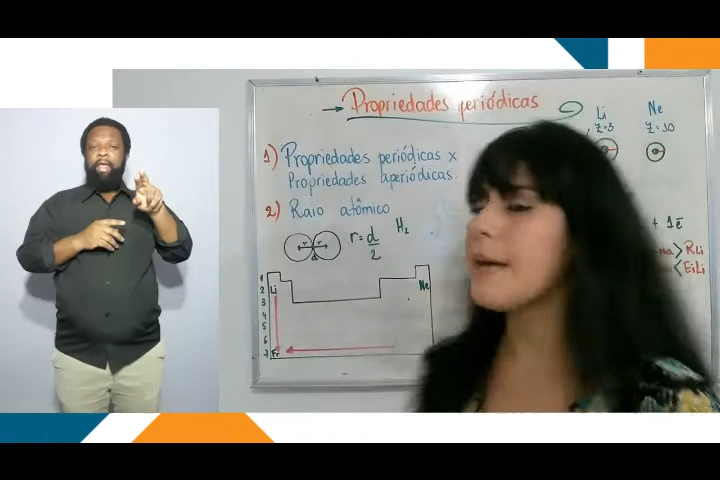 → Propriedades periódicas
Li
Z=3
Ne
Z=10
1) Propriedades periódicas x
Propriedades aperiódicas
2) Raio atômico
r r
d
r = d/2
H₂
+ 1ē
> RLi
< EiLi
1
2
3
4
5
6
7
Li
Ne
Fr